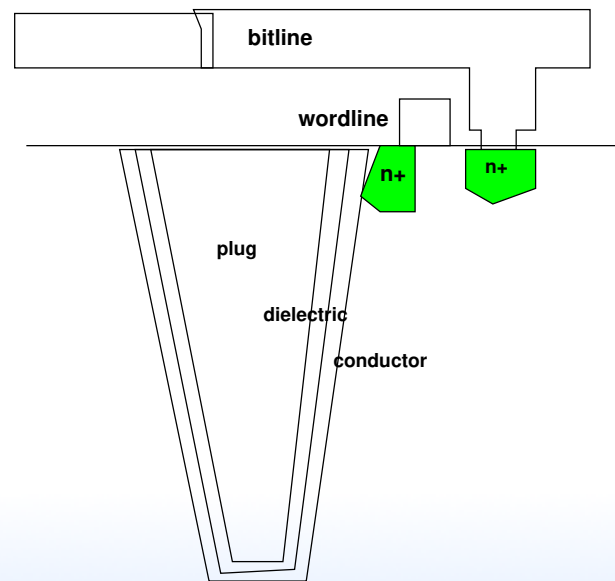 bitline
wordline
n+
n+
plug
dielectric
conductor